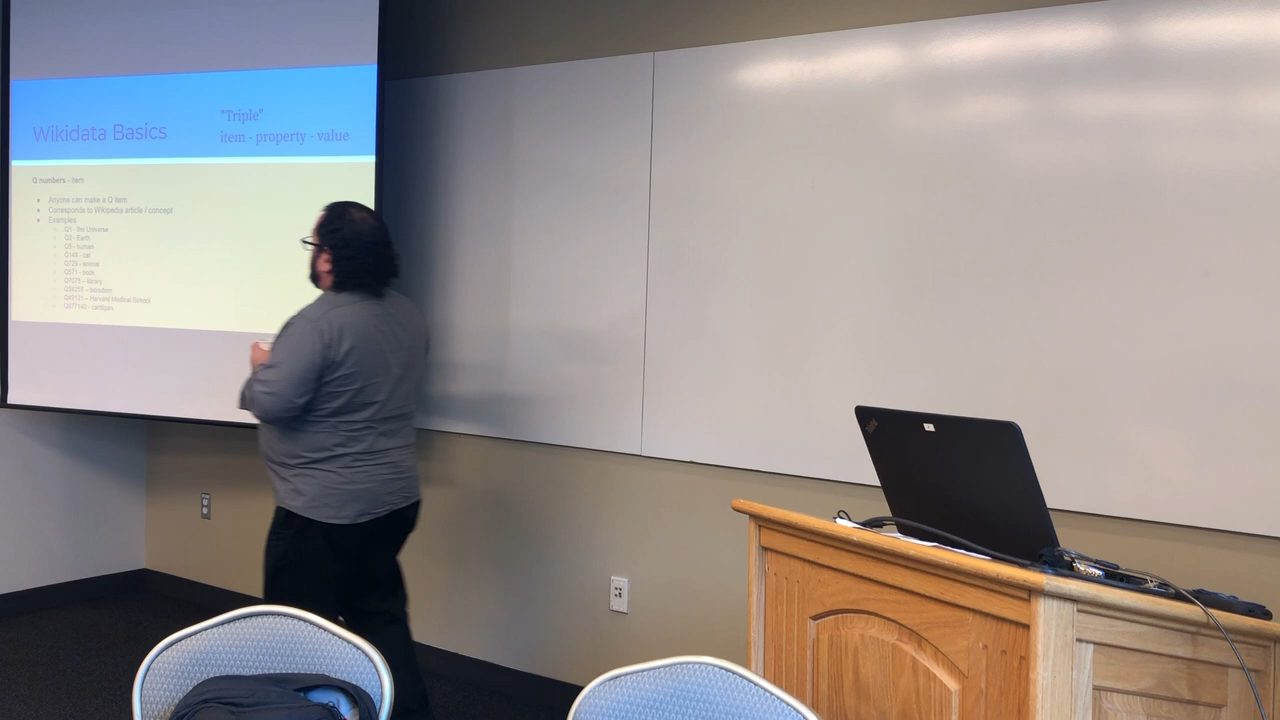 Wikidata Basics
"Triple"
item - property - value
Q numbers - item
Anyone can make a Q item
Corresponds to Wikipedia article / concept
Examples
Q1 - the Universe
Q2 - Earth
Q5 - human
Q146 - cat
Q729 - animal
Q571 - book
Q7075 – library
Q49121 – Harvard Medical School
- cardigan